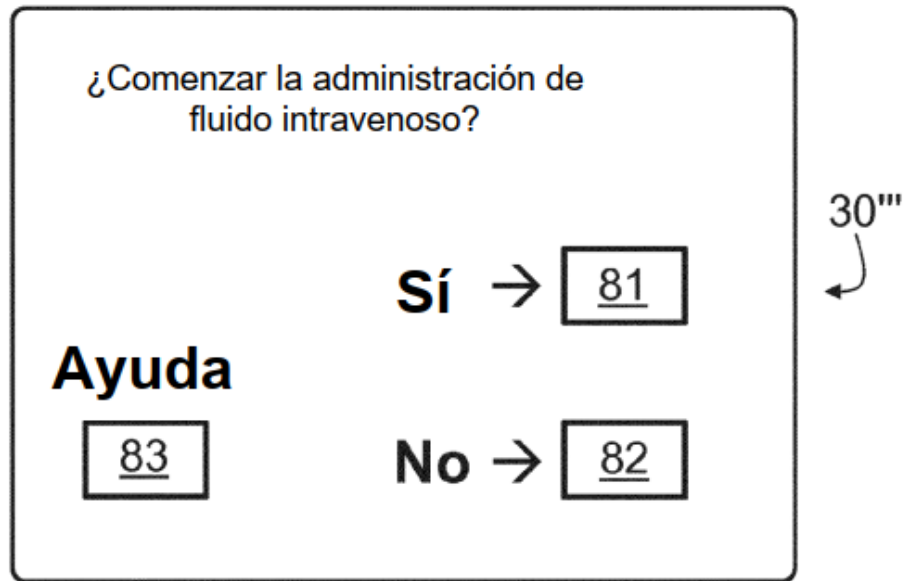 ¿Comenzar la administración de
fluido intravenoso?
30'''
Sí → 81
Ayuda
83
No → 82